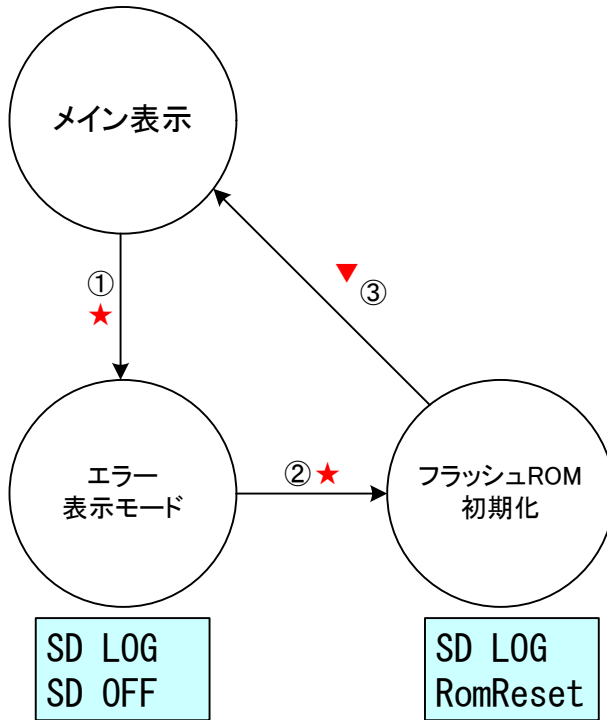 メイン表示
①
★
▼
③
エラー
表示モード
②★
フラッシュROM
初期化
SD LOG
SD OFF
SD LOG
RomReset